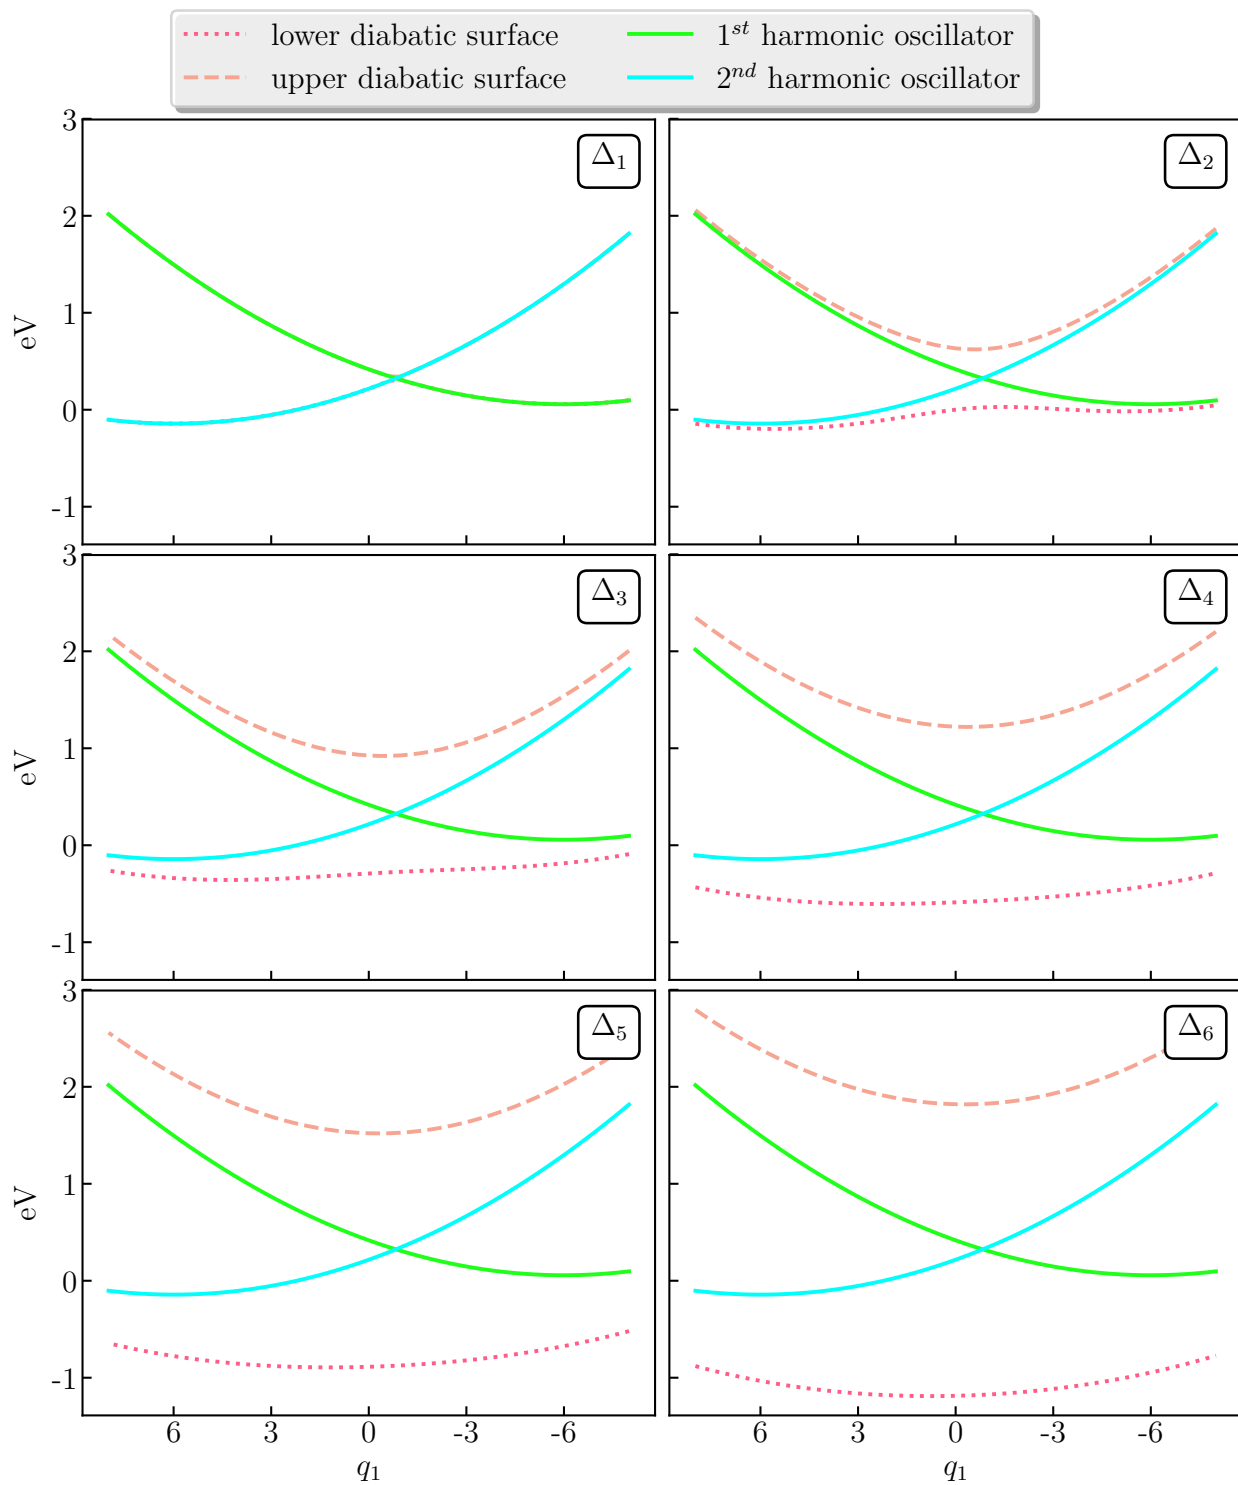 lower diabatic surface
upper diabatic surface
1st harmonic oscillator
2nd harmonic oscillator
Δ1
3
2
1
0
-1
eV
Δ2
Δ3
3
2
1
0
-1
eV
Δ4
Δ5
3
2
1
0
-1
eV
6 3 0 -3 -6
q1
Δ6
6 3 0 -3 -6
q1